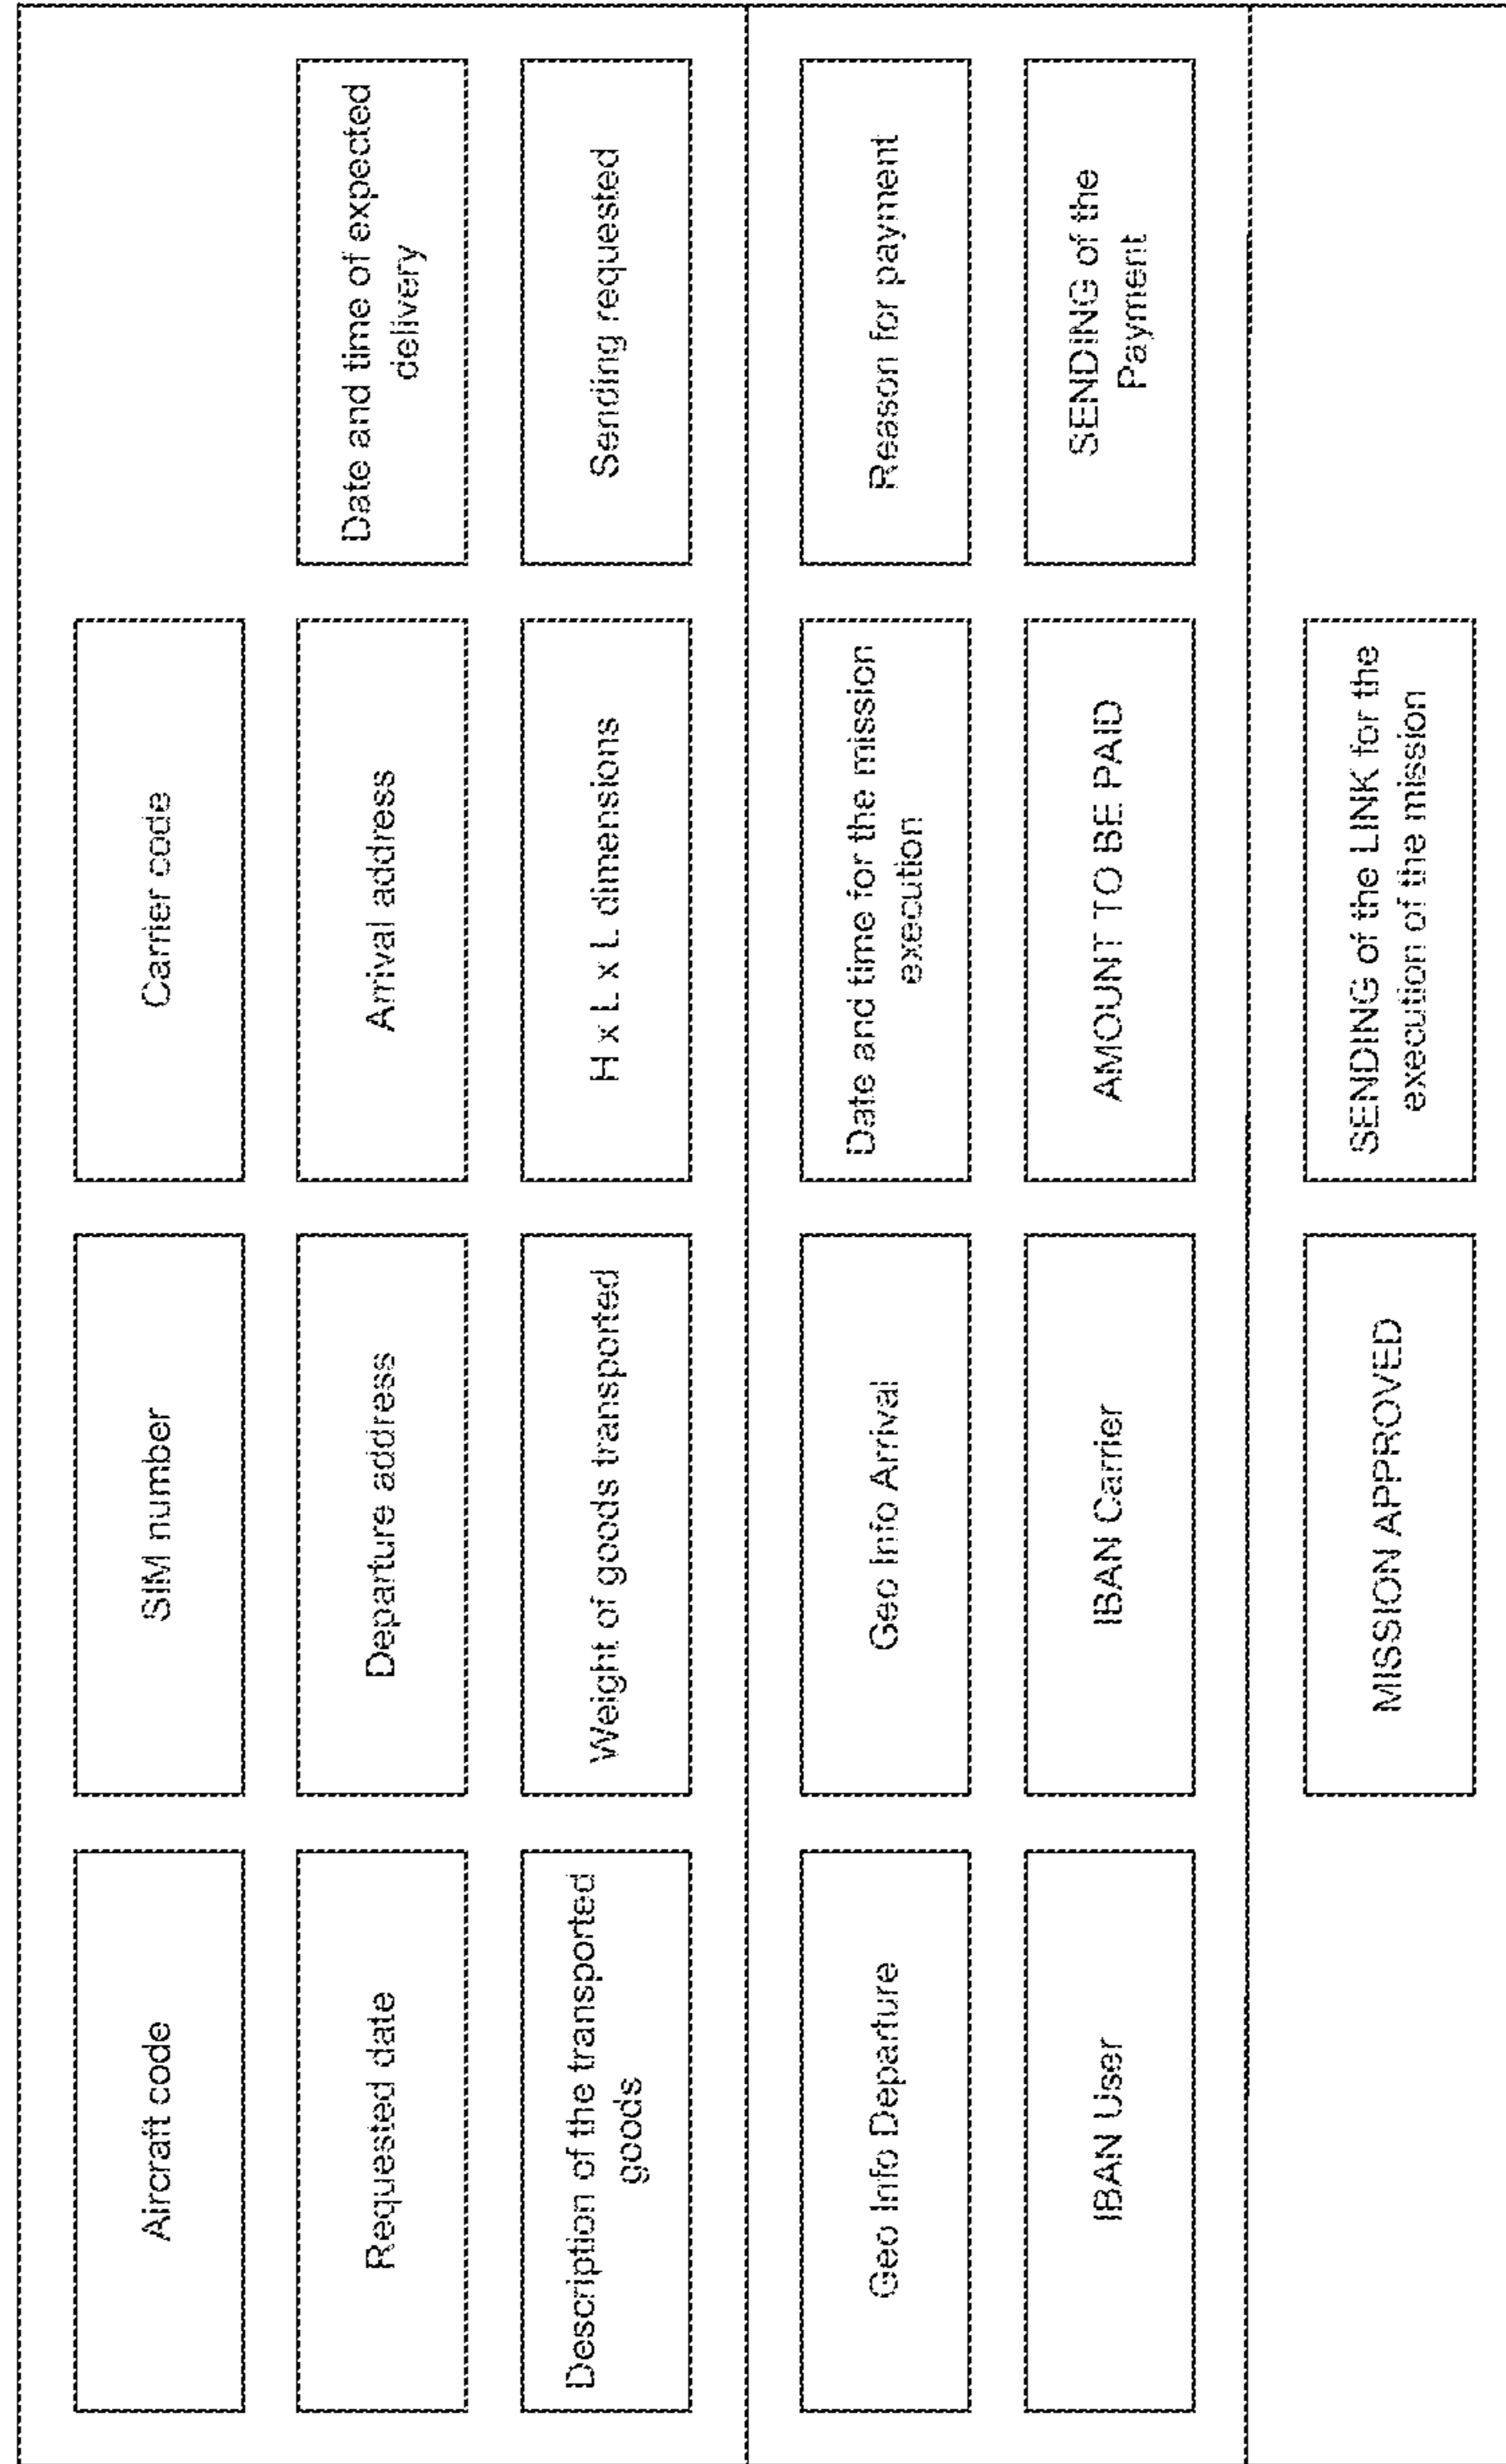 Aircraft code
SIM number
Carrier code
Requested date
Departure address
Arrival address
Date and time of expected
delivery
Description of the transported
goods
Weight of goods transported
H x L x L dimensions
Sending requested
Geo Info Departure
Geo Info Arrival
Date and time for the mission
execution
Reason for payment
IBAN User
IBAN Carrier
AMOUNT TO BE PAID
SENDING of the
Payment
MISSION APPROVED
SENDING of the LINK for the
execution of the mission